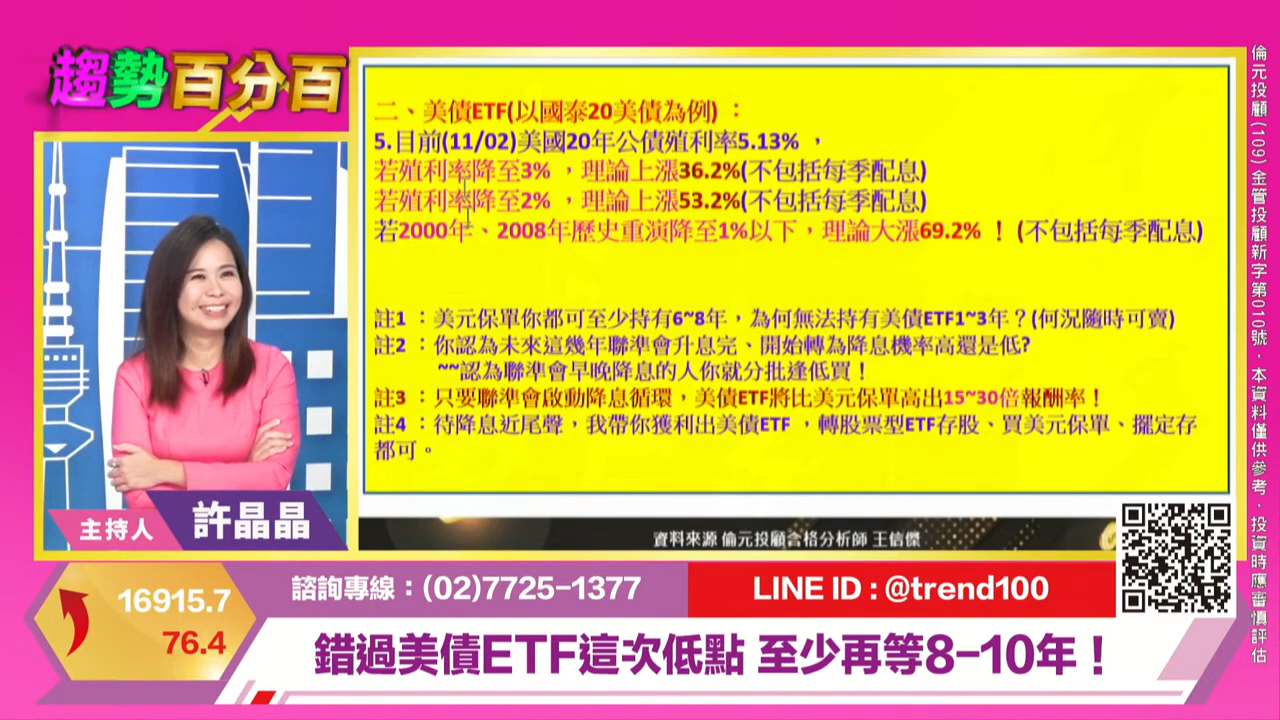 趨勢百分百
二、美債ETF(以國泰20美債為例) ：
5.目前(11/02)美國20年公債殖利率5.13% ，
若殖利率降至3% ，理論上漲36.2%(不包括每季配息)
若殖利率降至2% ，理論上漲53.2%(不包括每季配息)
若2000年、2008年歷史重演降至1%以下，理論大漲69.2% ！ (不包括每季配息)
註1 ：美元保單你都可至少持有6~8年，為何無法持有美債ETF1~3年？(何況隨時可賣)
註2 ：你認為未來這幾年聯準會升息完、開始轉為降息機率高還是低?
~~認為聯準會早晚降息的人你就分批逢低買！
註3 ：只要聯準會啟動降息循環，美債ETF將比美元保單高出15~30倍報酬率！
註4 ：待降息近尾聲，我帶你獲利出美債ETF ，轉股票型ETF存股、買美元保單、擺定存
都可。
資料來源 倫元投顧合格分析師 王信傑
主持人 許晶晶
16915.7
76.4
諮詢專線：(02)7725-1377
LINE ID : @trend100
錯過美債ETF這次低點 至少再等8-10年！
倫元投顧(109)金管投顧新字第010號．本資料僅供參考．投資時應審慎評估